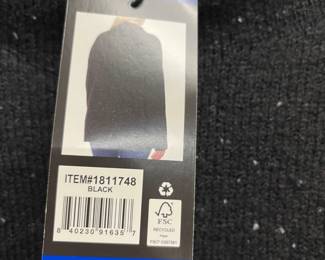 ITEM#1811748
BLACK
8 40230 91635 7
FSC
RECYCLED